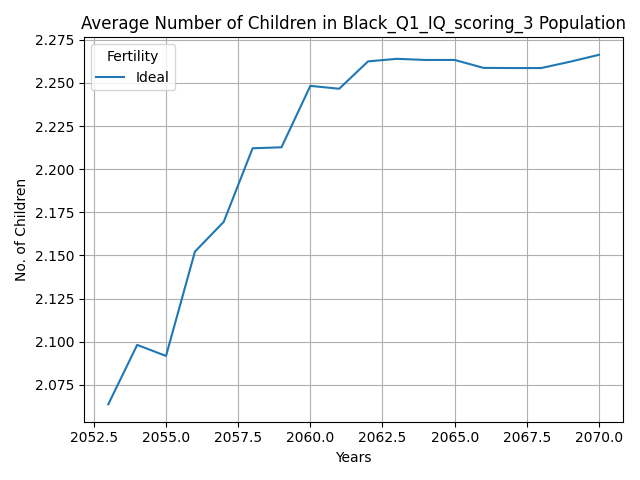 Average Number of Children in Black_Q1_IQ_scoring_3 Population
Fertility
Ideal
2.275
2.250
2.225
2.200
2.175
2.150
2.125
2.100
2.075
No. of Children
2052.5 2055.0 2057.5 2060.0 2062.5 2065.0 2067.5 2070.0
Years